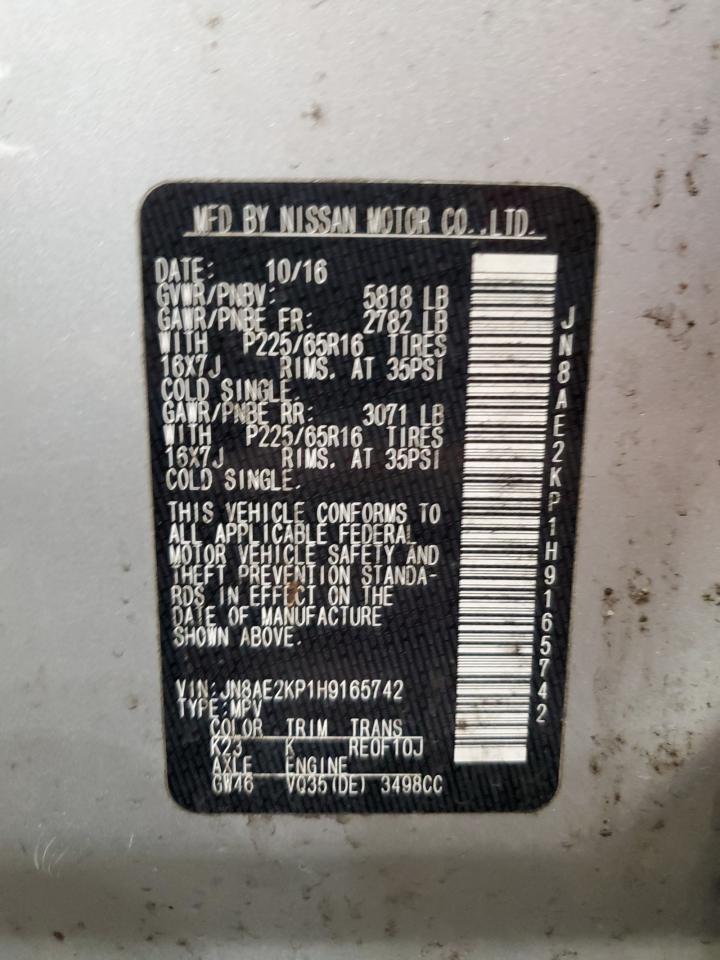 MFD BY NISSAN MOTOR CO.,LTD.
DATE: 10/16
GVWR/PNBV: 5818 LB
GAWR/PNBE FR: 2782 LB
WITH P225/65R16 TIRES
16X7J RIMS. AT 35PSI
COLD SINGLE.
GAWR/PNBE RR: 3071 LB
WITH P225/65R16 TIRES
16X7J RIMS. AT 35PSI
COLD SINGLE.
THIS VEHICLE CONFORMS TO
ALL APPLICABLE FEDERAL
MOTOR VEHICLE SAFETY AND
THEFT PREVENTION STANDA-
RDS IN EFFECT ON THE
DATE OF MANUFACTURE
SHOWN ABOVE.
VIN:JN8AE2KP1H9165742
TYPE:MPV
COLOR TRIM TRANS
K23 K RE0F10J
AXLE ENGINE
GW46 VQ35(DE) 3498CC
JN8AE2KP1H9165742